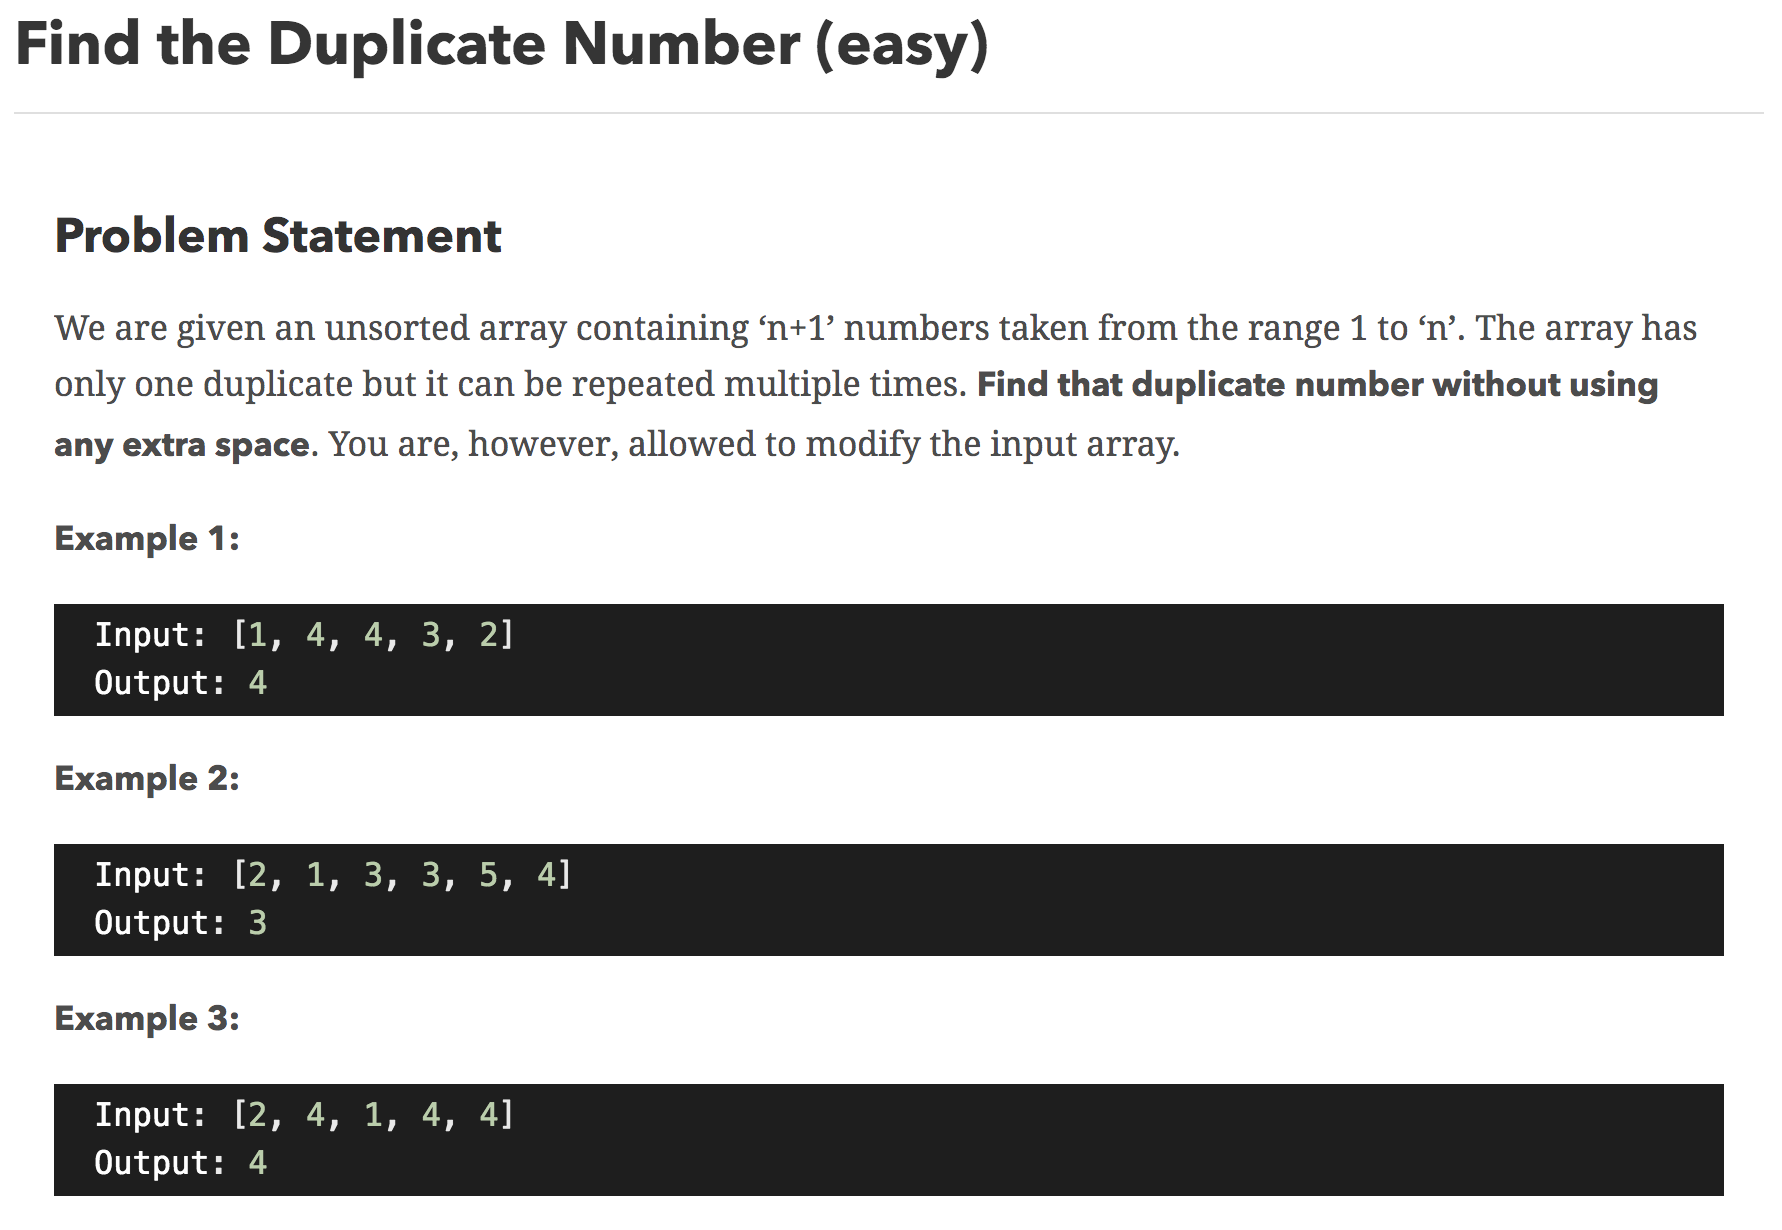 Find the Duplicate Number (easy)
Problem Statement
We are given an unsorted array containing ‘n+1’ numbers taken from the range 1 to ‘n’. The array has
only one duplicate but it can be repeated multiple times. Find that duplicate number without using
any extra space. You are, however, allowed to modify the input array.
Example 1:
Input: [1, 4, 4, 3, 2]
Output: 4
Example 2:
Input: [2, 1, 3, 3, 5, 4]
Output: 3
Example 3:
Input: [2, 4, 1, 4, 4]
Output: 4